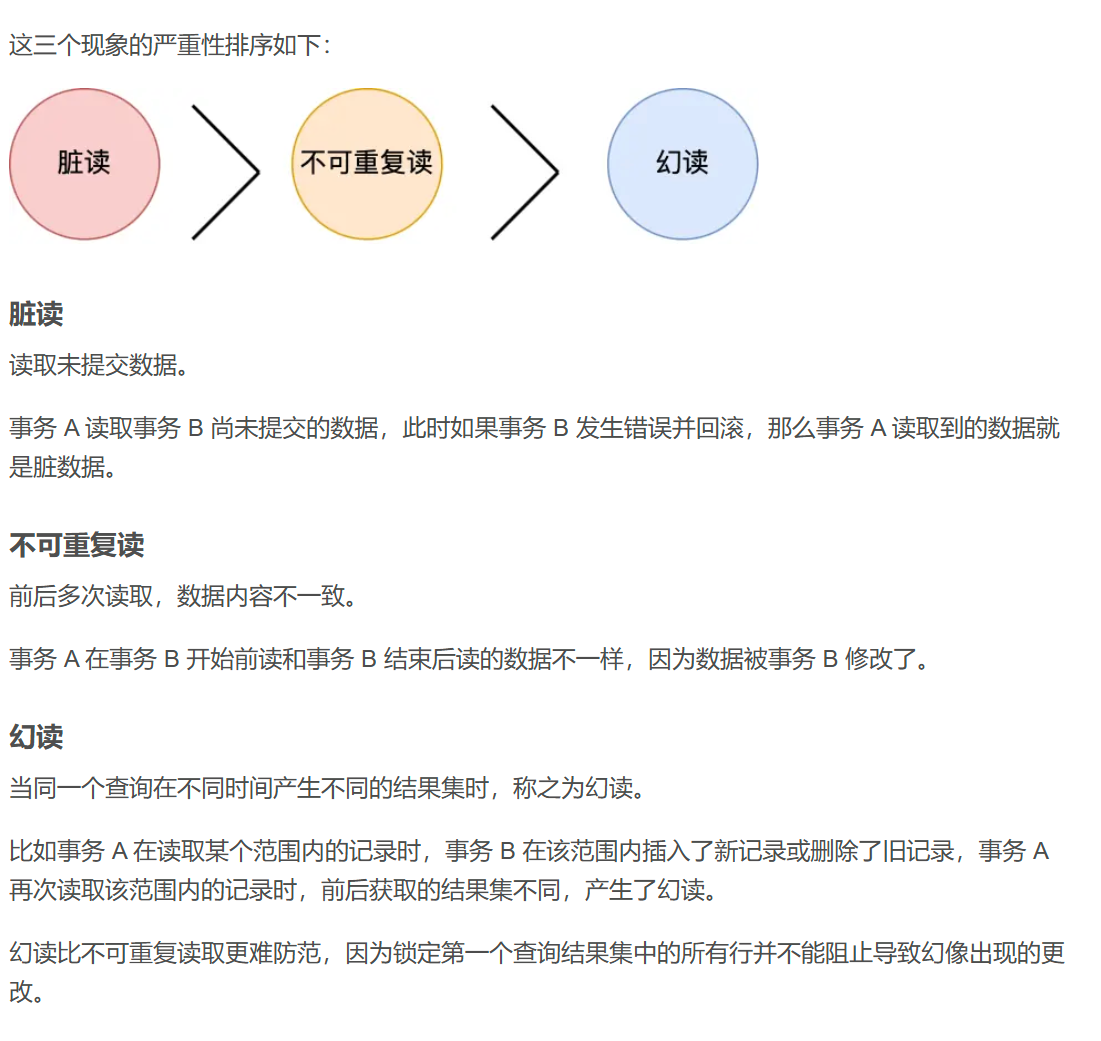 这三个现象的严重性排序如下：
脏读
不可重复读
幻读
脏读
读取未提交数据。
事务 A 读取事务 B 尚未提交的数据，此时如果事务 B 发生错误并回滚，那么事务 A 读取到的数据就
是脏数据。
不可重复读
前后多次读取，数据内容不一致。
事务 A 在事务 B 开始前读和事务 B 结束后读的数据不一样，因为数据被事务 B 修改了。
幻读
当同一个查询在不同时间产生不同的结果集时，称之为幻读。
比如事务 A 在读取某个范围内的记录时，事务 B 在该范围内插入了新记录或删除了旧记录，事务 A
再次读取该范围内的记录时，前后获取的结果集不同，产生了幻读。
幻读比不可重复读取更难防范，因为锁定第一个查询结果集中的所有行并不能阻止导致幻像出现的更
改。